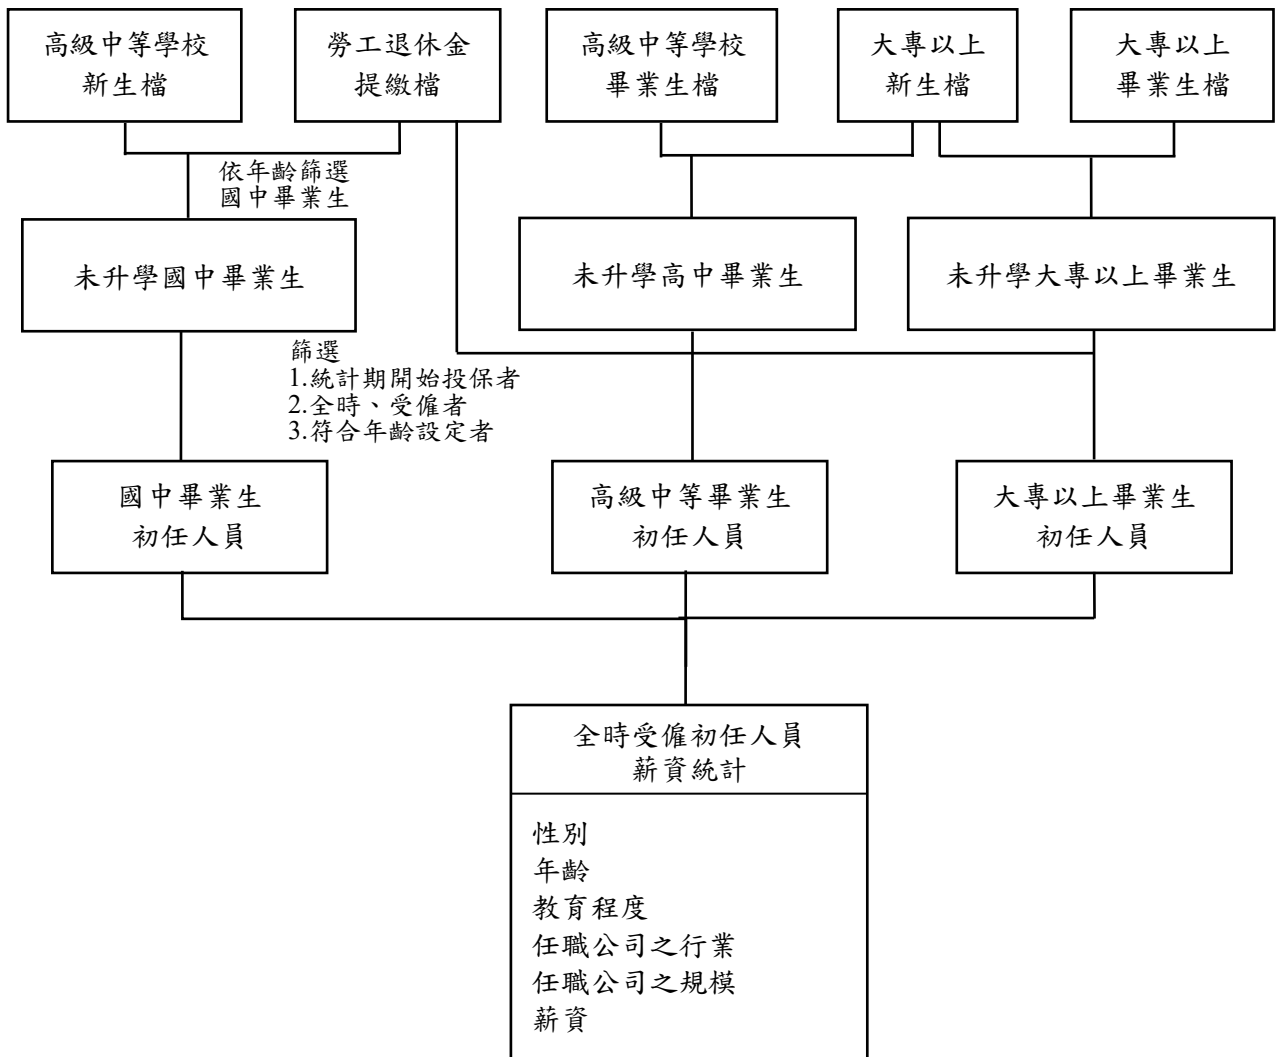 高級中等學校
新生檔
勞工退休金
提繳檔
高級中等學校
畢業生檔
大專以上
新生檔
大專以上
畢業生檔
依年齡篩選
國中畢業生
未升學國中畢業生
未升學高中畢業生
未升學大專以上畢業生
篩選
1.統計期開始投保者
2.全時、受僱者
3.符合年齡設定者
國中畢業生
初任人員
高級中等畢業生
初任人員
大專以上畢業生
初任人員
全時受僱初任人員
薪資統計
性別
年齡
教育程度
任職公司之行業
任職公司之規模
薪資